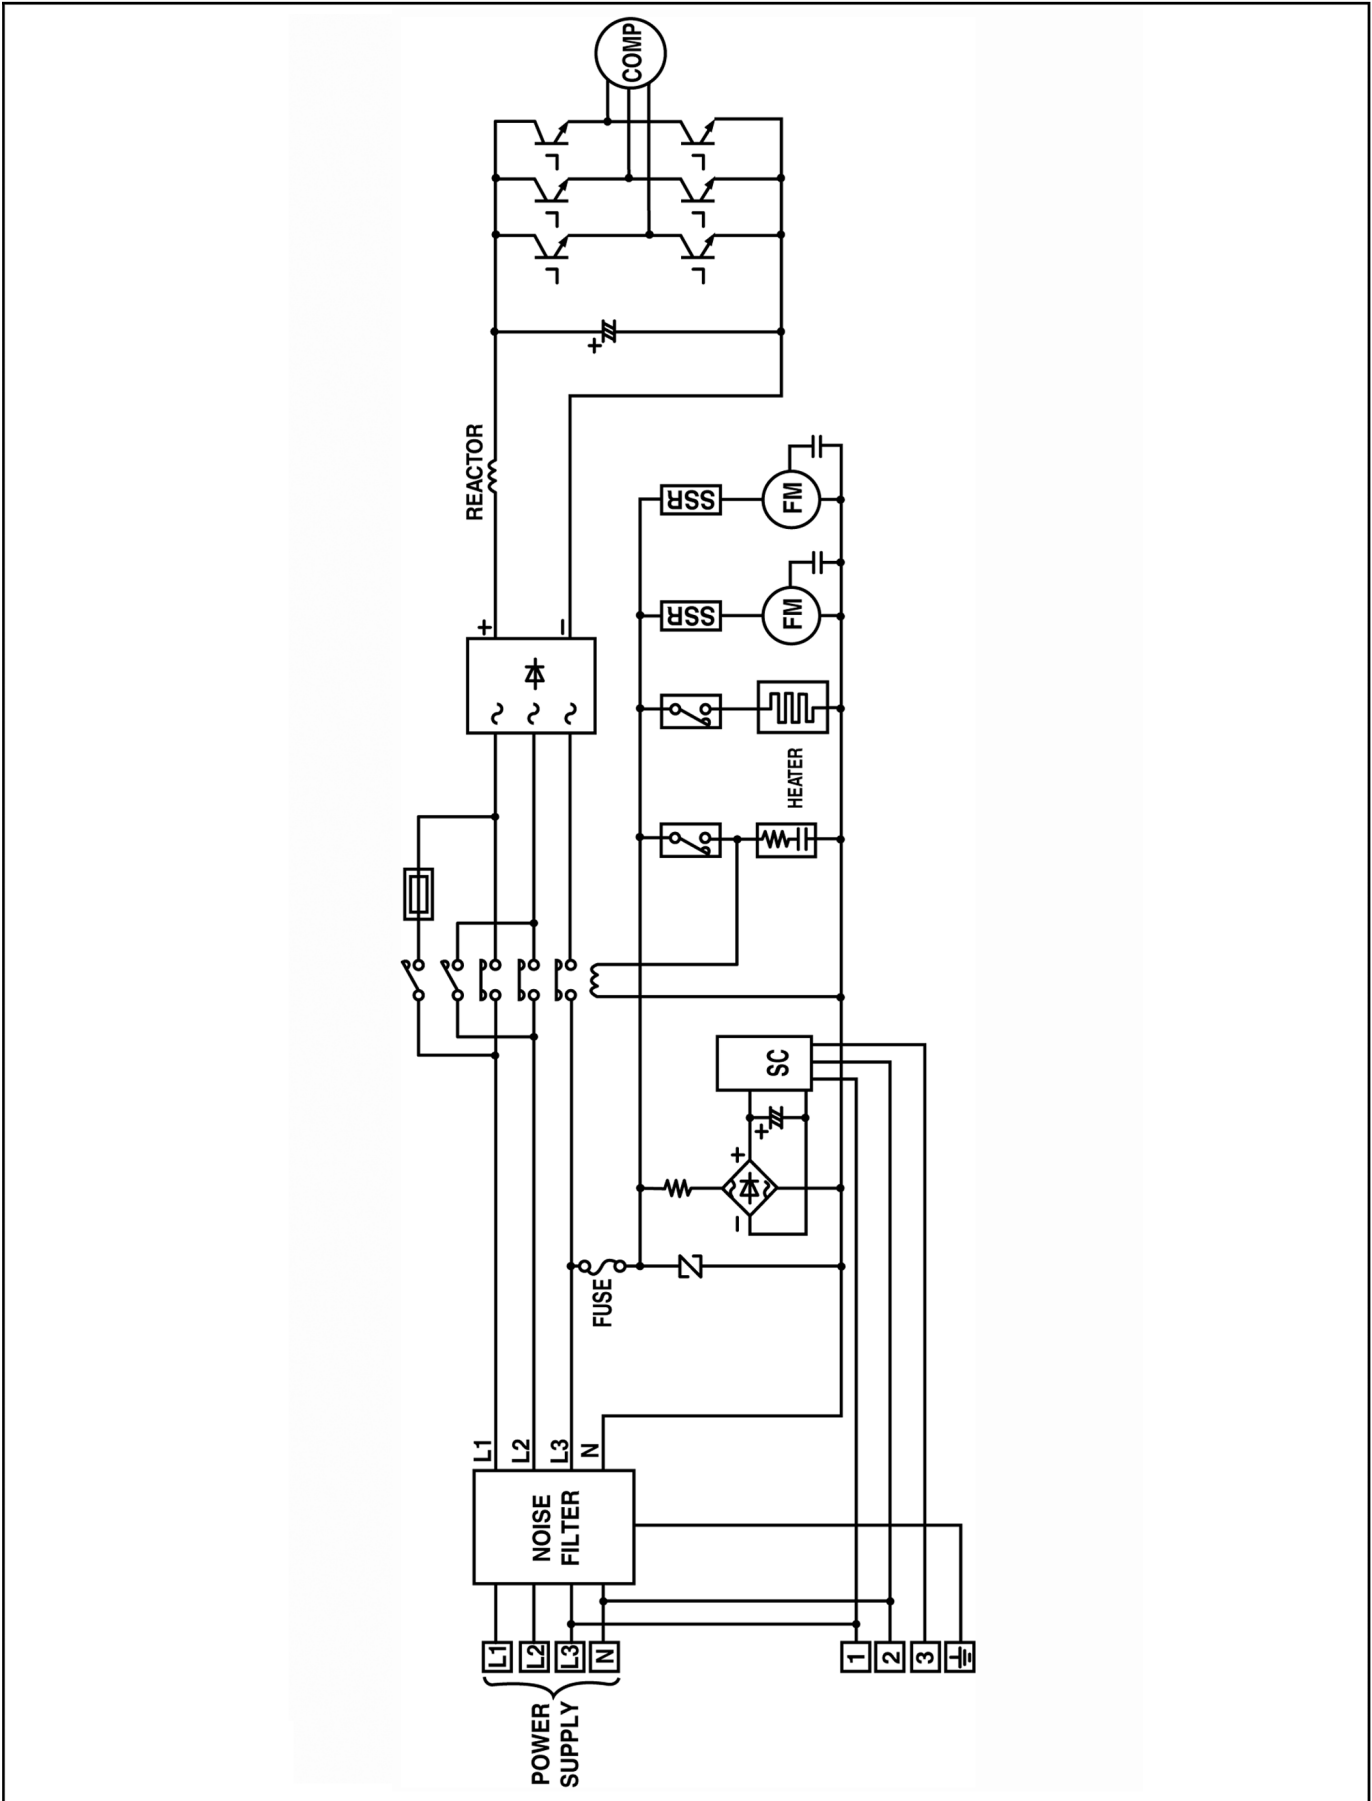 POWER
SUPPLY
L1
L2
L3
N
NOISE
FILTER
L1
L2
L3
N
FUSE
+
−
+
SC
HEATER
+
−
SSR
FM
SSR
FM
REACTOR
+
COMP
1
2
3